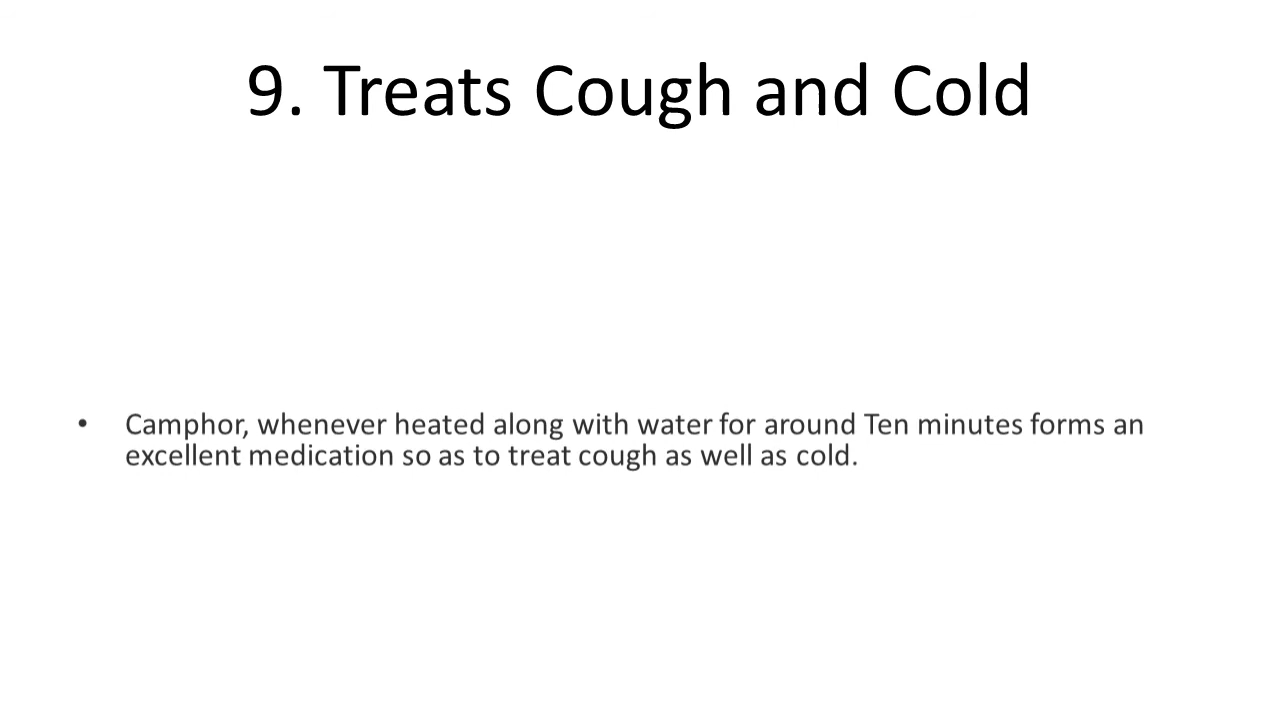 9. Treats Cough and Cold
• Camphor, whenever heated along with water for around Ten minutes forms an
excellent medication so as to treat cough as well as cold.